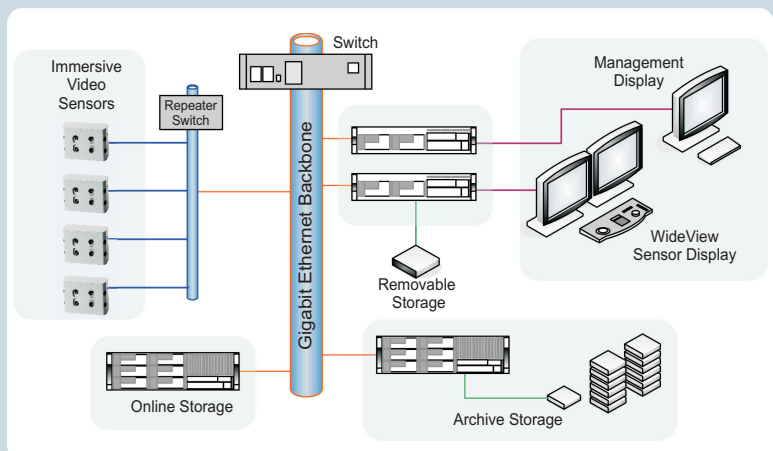 Immersive
Video
Sensors
Repeater
Switch
Switch
Gigabit Ethernet Backbone
Management
Display
WideView
Sensor Display
Removable
Storage
Online Storage
Archive Storage